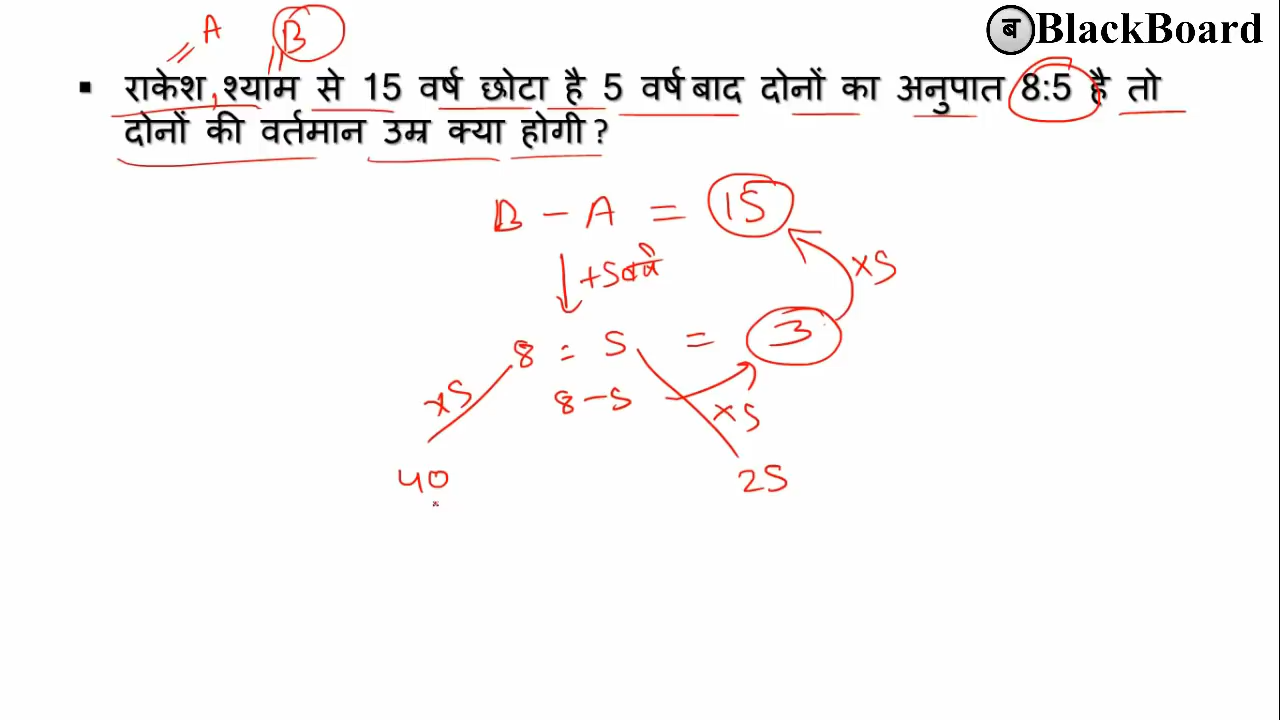 A
B
ब BlackBoard
▪ राकेश, श्याम से 15 वर्ष छोटा है 5 वर्ष बाद दोनों का अनुपात 8:5 है तो
दोनों की वर्तमान उम्र क्या होगी ?
B - A = 15
+5 वर्ष
×5
8 : 5 = 3
×5
8 - 5
×5
40
25